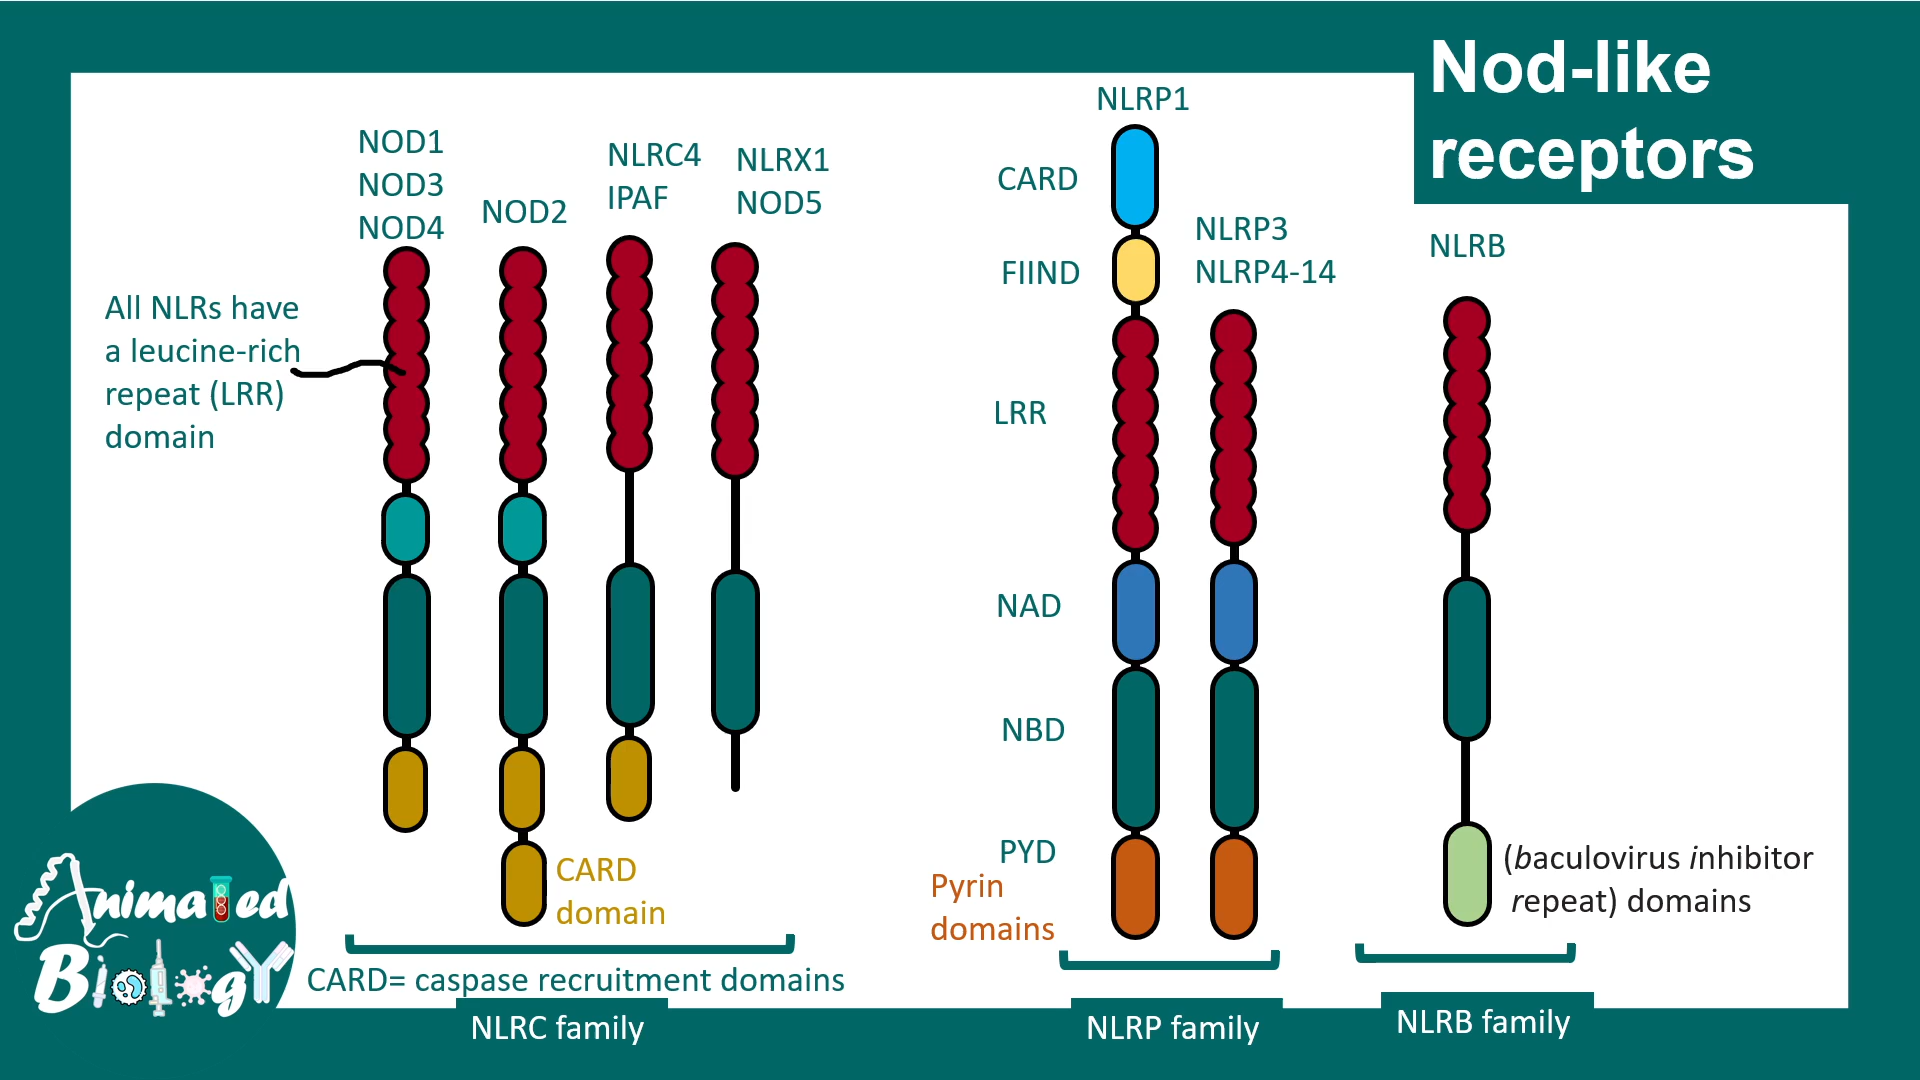 Nod-like
receptors
NOD1
NOD3
NOD4
NOD2
NLRC4
IPAF
NLRX1
NOD5
All NLRs have
a leucine-rich
repeat (LRR)
domain
CARD
domain
CARD= caspase recruitment domains
NLRC family
NLRP1
CARD
FIIND
NLRP3
NLRP4-14
LRR
NAD
NBD
PYD
Pyrin
domains
NLRP family
NLRB
(baculovirus inhibitor
repeat) domains
NLRB family
Animated
Biology